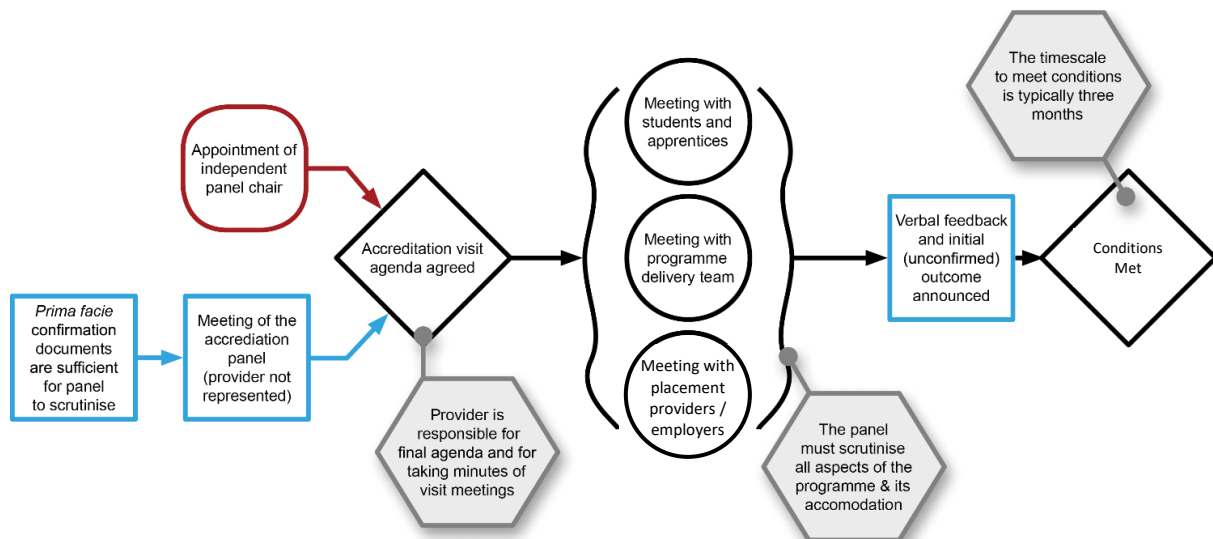 Appointment of
independent
panel chair
Prima facie
confirmation
documents
are sufficient
for panel
to scrutinise
Meeting of the
accrediation
panel
(provider not
represented)
Accreditation visit
agenda agreed
Provider is
responsible for
final agenda and for
taking minutes of
visit meetings
Meeting with
students and
apprentices
Meeting with
programme
delivery team
Meeting with
placement
providers /
employers
The panel
must scrutinise
all aspects of the
programme & its
accomodation
Verbal feedback
and initial
(unconfirmed)
outcome
announced
The timescale
to meet conditions
is typically three
months
Conditions
Met